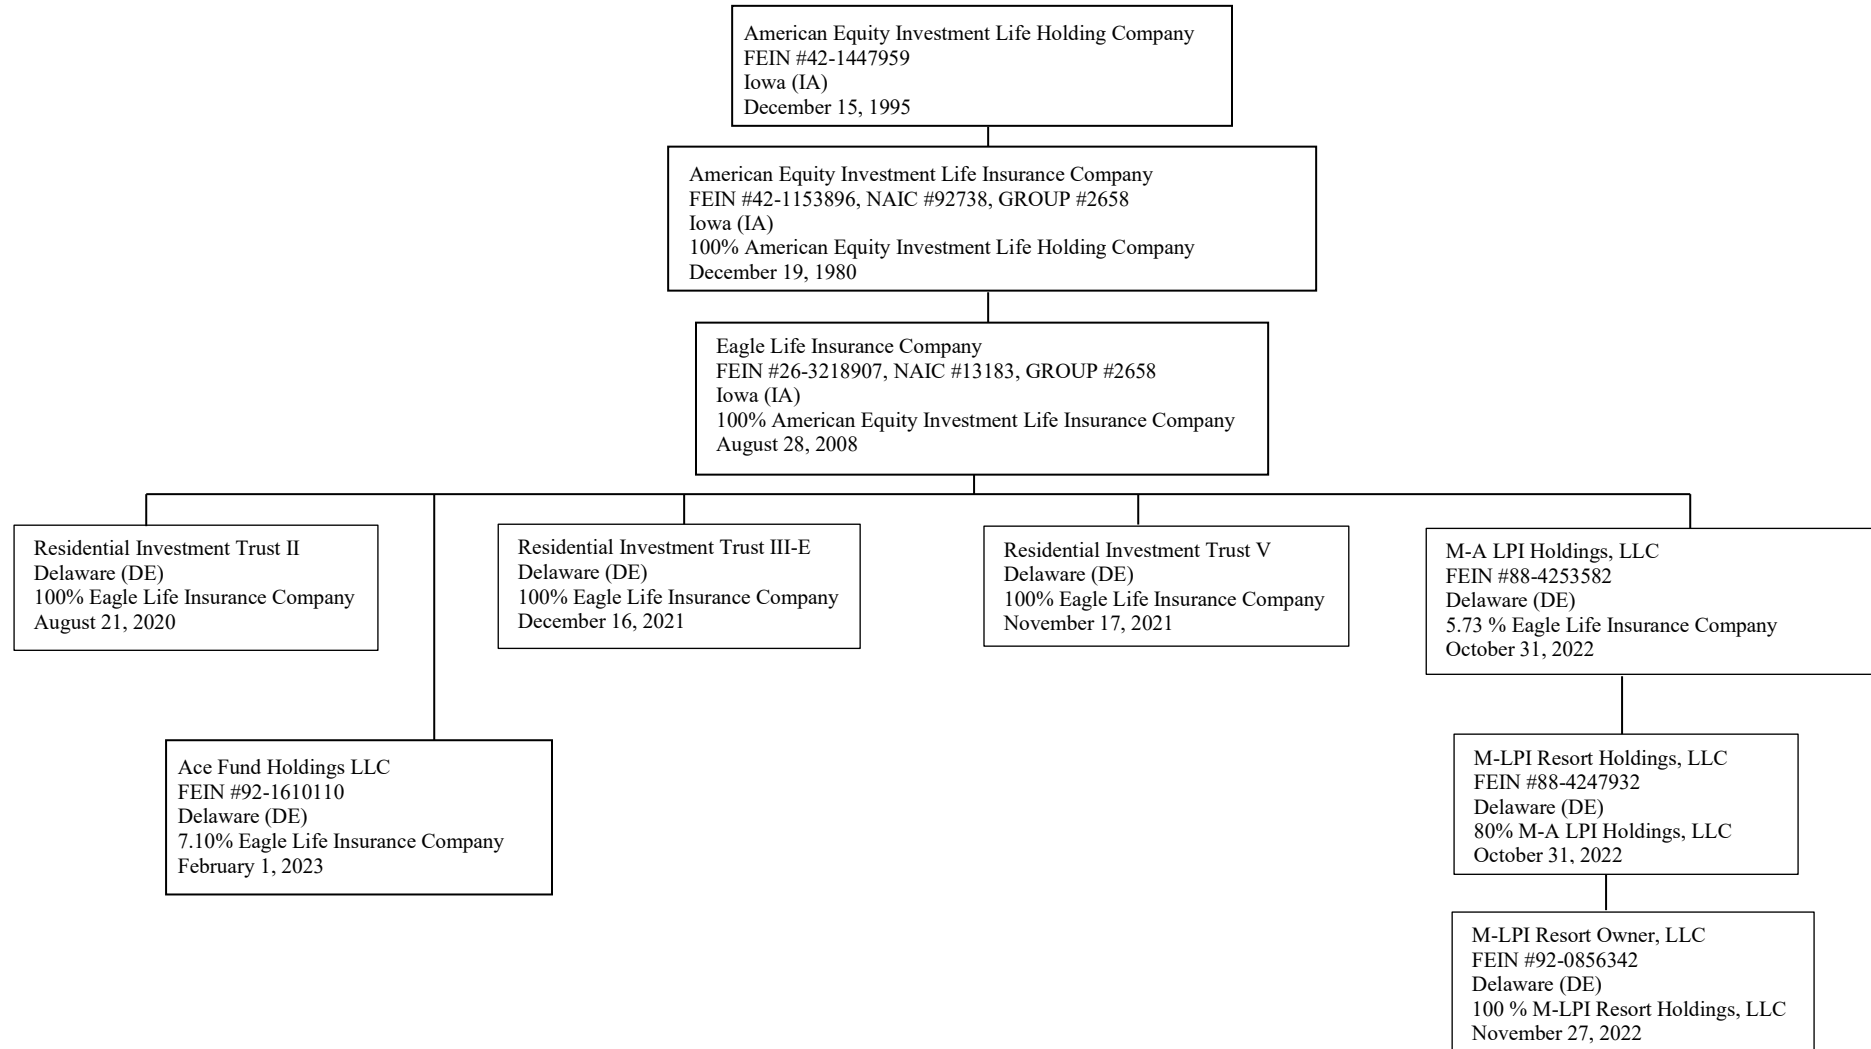 American Equity Investment Life Holding Company
FEIN #42-1447959
Iowa (IA)
December 15, 1995
American Equity Investment Life Insurance Company
FEIN #42-1153896, NAIC #92738, GROUP #2658
Iowa (IA)
100% American Equity Investment Life Holding Company
December 19, 1980
Eagle Life Insurance Company
FEIN #26-3218907, NAIC #13183, GROUP #2658
Iowa (IA)
100% American Equity Investment Life Insurance Company
August 28, 2008
Residential Investment Trust II
Delaware (DE)
100% Eagle Life Insurance Company
August 21, 2020
Residential Investment Trust III-E
Delaware (DE)
100% Eagle Life Insurance Company
December 16, 2021
Residential Investment Trust V
Delaware (DE)
100% Eagle Life Insurance Company
November 17, 2021
M-A LPI Holdings, LLC
FEIN #88-4253582
Delaware (DE)
5.73 % Eagle Life Insurance Company
October 31, 2022
Ace Fund Holdings LLC
FEIN #92-1610110
Delaware (DE)
7.10% Eagle Life Insurance Company
February 1, 2023
M-LPI Resort Holdings, LLC
FEIN #88-4247932
Delaware (DE)
80% M-A LPI Holdings, LLC
October 31, 2022
M-LPI Resort Owner, LLC
FEIN #92-0856342
Delaware (DE)
100 % M-LPI Resort Holdings, LLC
November 27, 2022